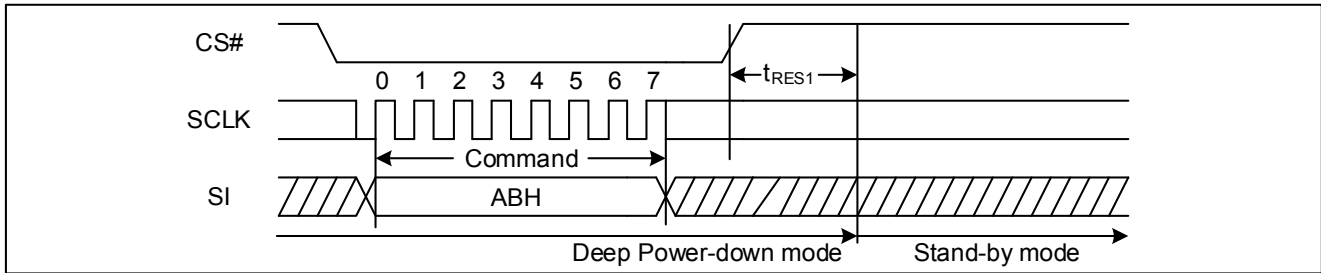 CS#
tRES1
0 1 2 3 4 5 6 7
SCLK
Command
SI
ABH
Deep Power-down mode Stand-by mode